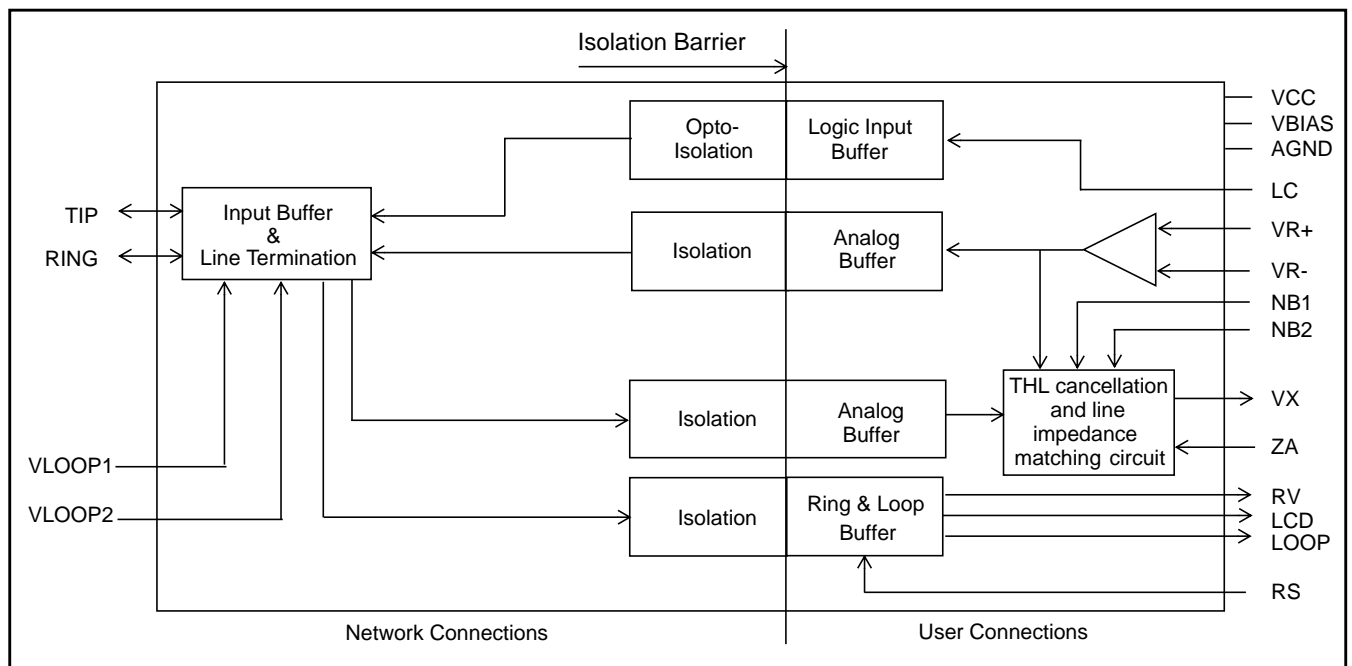 Isolation Barrier
VCC
VBIAS
AGND
LC
VR+
VR-
NB1
NB2
VX
ZA
RV
LCD
LOOP
RS
TIP
RING
VLOOP1
VLOOP2
Input Buffer
&
Line Termination
Opto-
Isolation
Logic Input
Buffer
Isolation
Analog
Buffer
Isolation
Analog
Buffer
THL cancellation
and line
impedance
matching circuit
Isolation
Ring & Loop
Buffer
Network Connections
User Connections